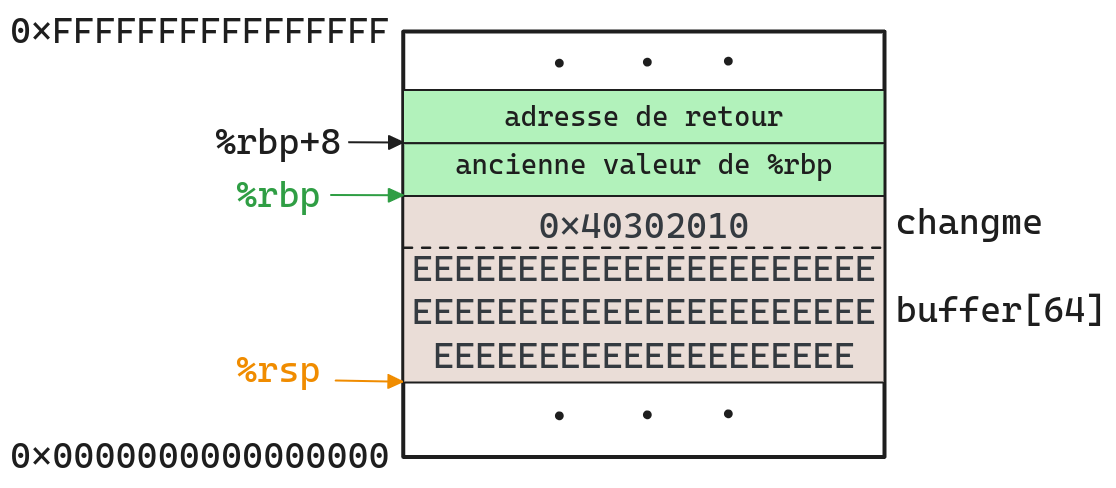 0×FFFFFFFFFFFFFFFF
adresse de retour
%rbp+8
ancienne valeur de %rbp
%rbp
0×40302010
changme
EEEEEEEEEEEEEEEEEEEEEE
EEEEEEEEEEEEEEEEEEEEEE
buffer[64]
EEEEEEEEEEEEEEEEEEEE
%rsp
0×0000000000000000